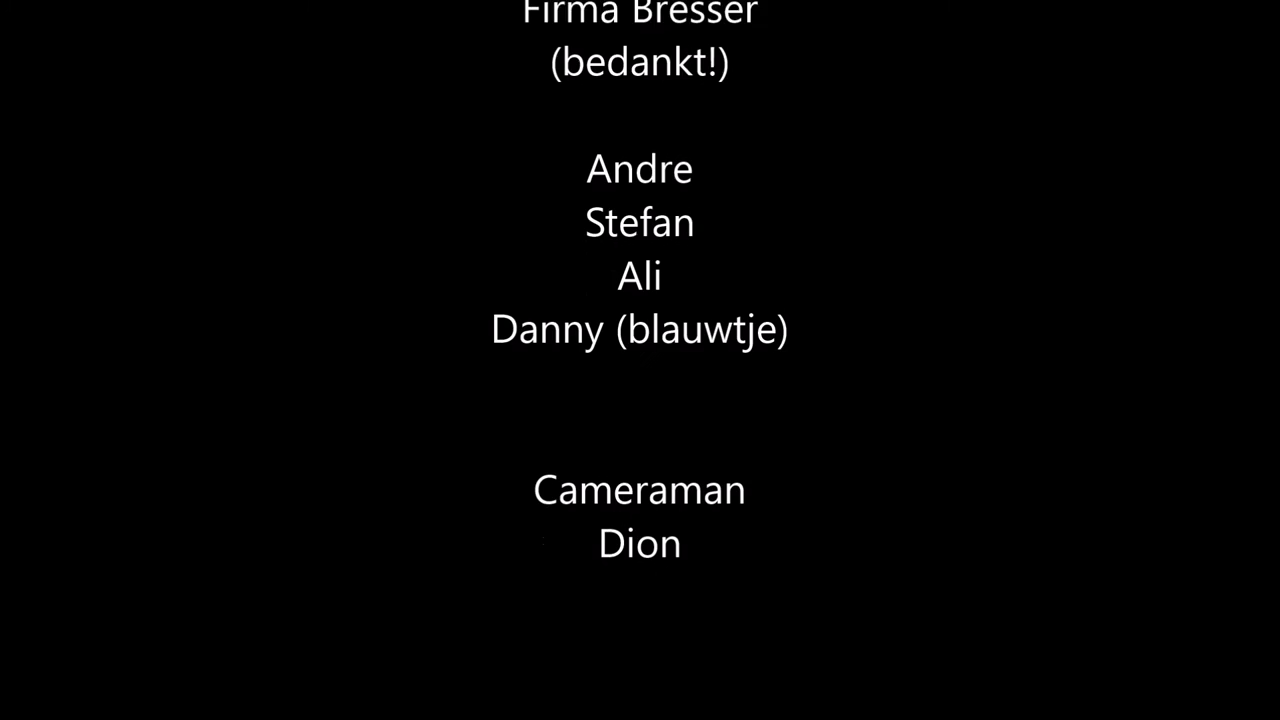 Firma Bresser
(bedankt!)
Andre
Stefan
Ali
Danny (blauwtje)
Cameraman
Dion